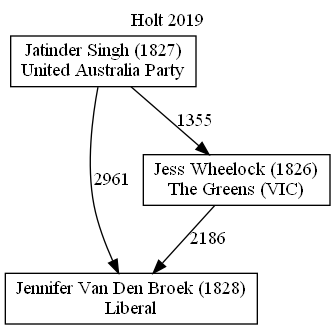 Holt 2019
Jatinder Singh (1827)
United Australia Party
1355
Jess Wheelock (1826)
The Greens (VIC)
2961
2186
Jennifer Van Den Broek (1828)
Liberal